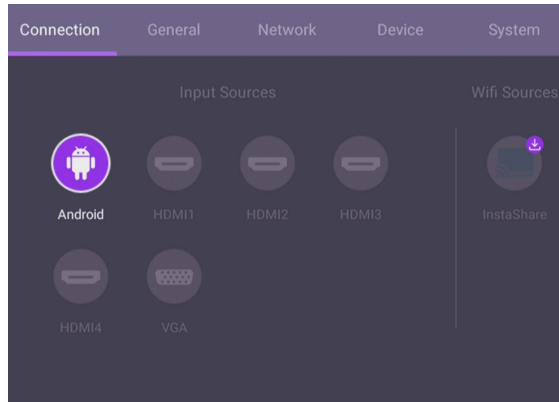 Connection General Network Device System
Input Sources Wifi Sources
Android HDMI1 HDMI2 HDMI3 InstaShare
HDMI4 VGA